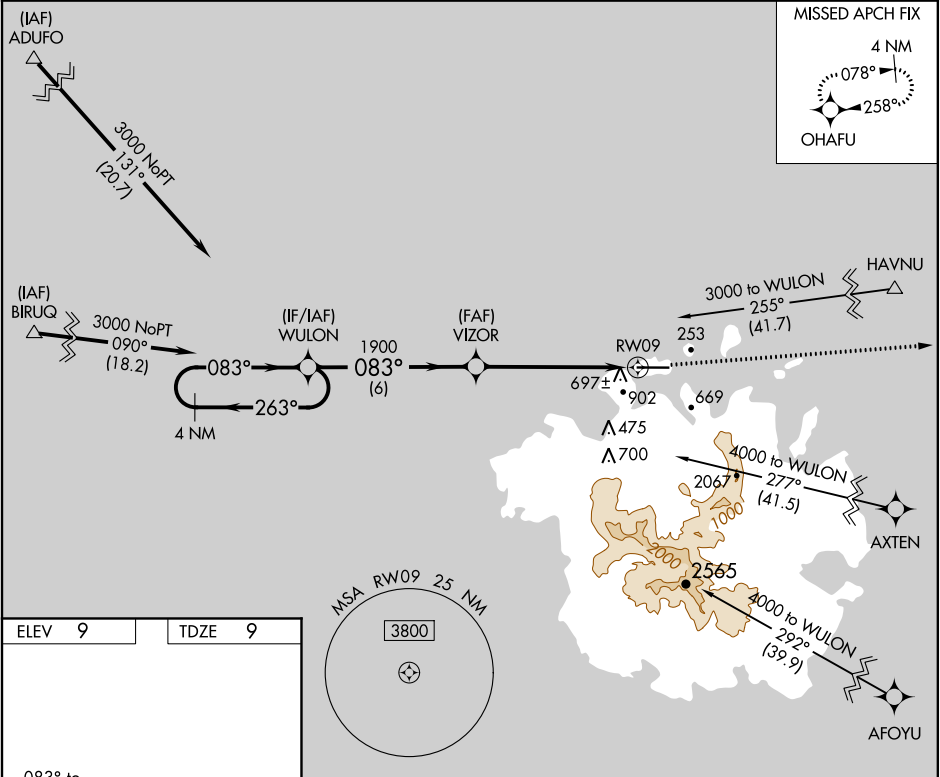 (IAF)
ADUFO
3000 NoPT
131°
(20.7)
MISSED APCH FIX
4 NM
078°
258°
OHAFU
(IAF)
BIRUQ
3000 NoPT
090°
(18.2)
(IF/IAF)
WULON
083°
263°
4 NM
1900
083°
(6)
(FAF)
VIZOR
RW09
HAVNU
3000 to WULON
255°
(41.7)
253
697±
902
669
475
700
4000 to WULON
277°
(41.5)
AXTEN
2067
1000
2000
2565
4000 to WULON
292°
(39.9)
AFOYU
MSA RW09 25 NM
3800
ELEV 9
TDZE 9
083° to